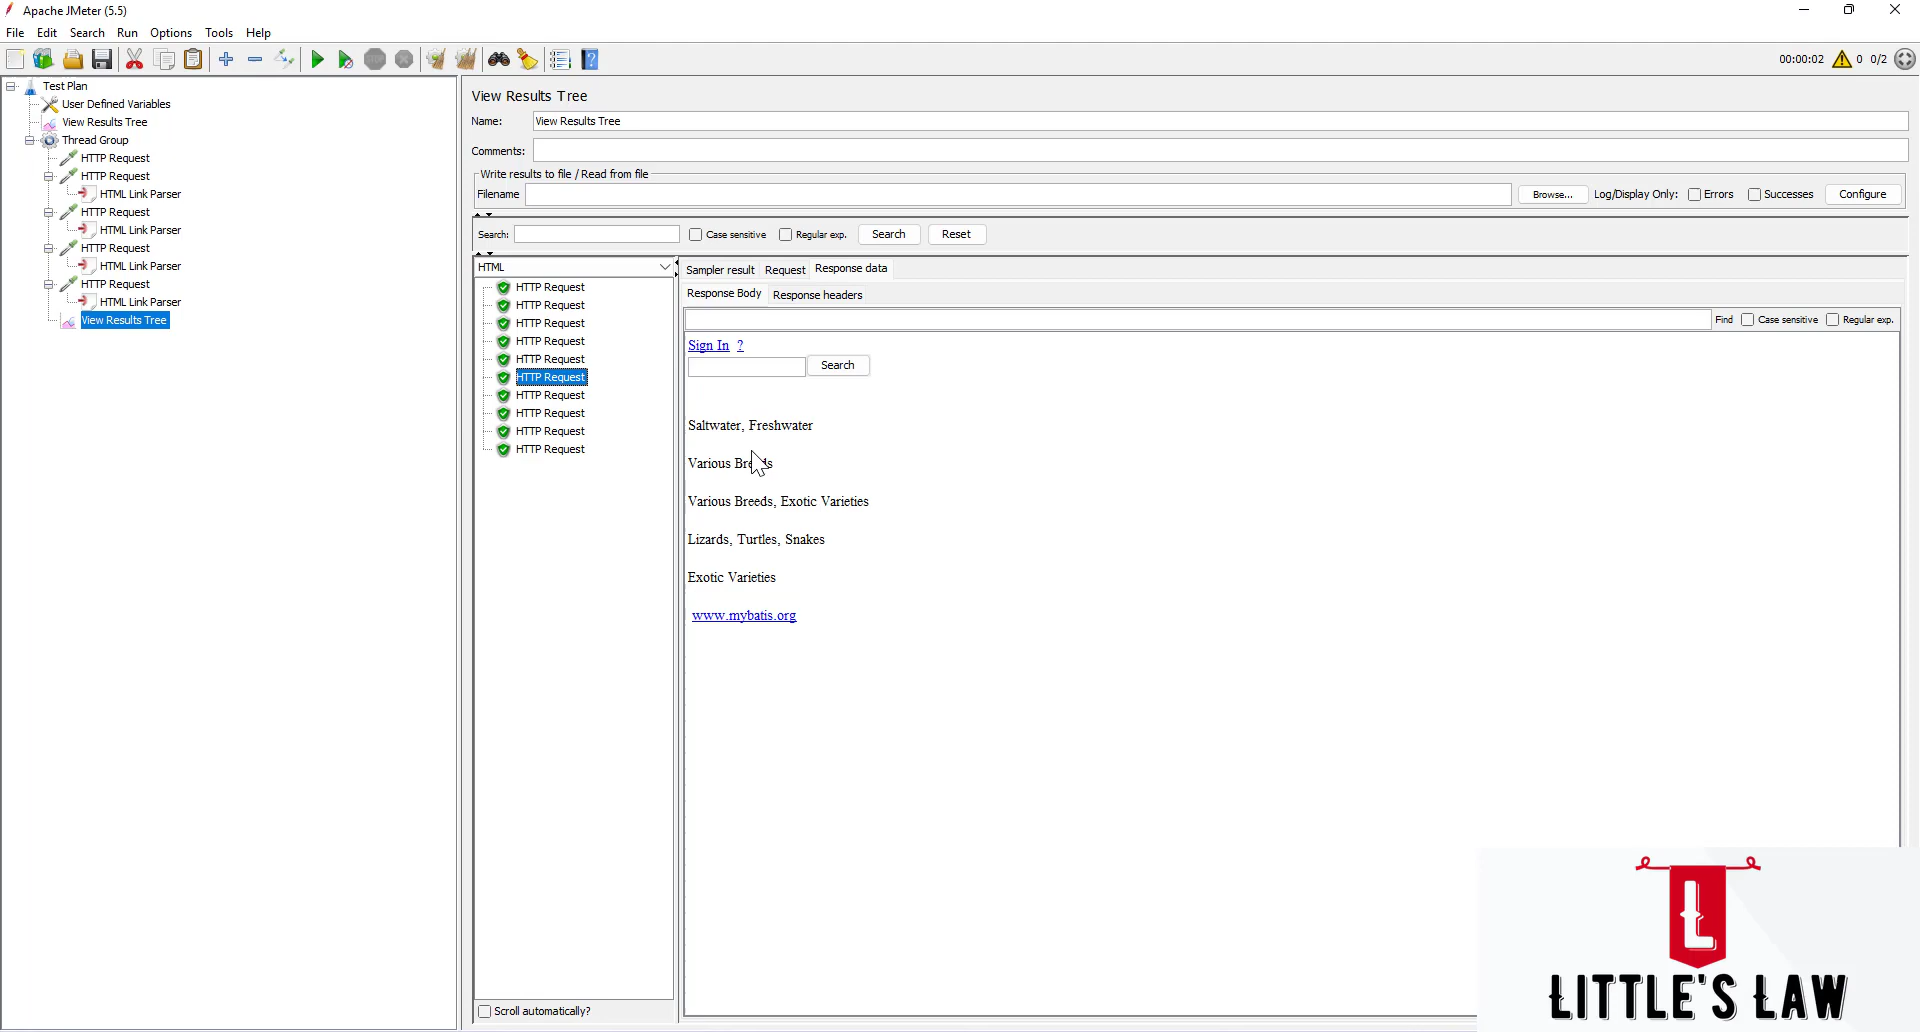 Apache JMeter (5.5)
File Edit Search Run Options Tools Help
00:00:02 0 0/2
Test Plan
User Defined Variables
View Results Tree
Thread Group
HTTP Request
HTTP Request
HTML Link Parser
HTTP Request
HTML Link Parser
HTTP Request
HTML Link Parser
HTTP Request
HTML Link Parser
View Results Tree
View Results Tree
Name: View Results Tree
Comments:
Write results to file / Read from file
Filename Browse... Log/Display Only: Errors Successes Configure
Search: Case sensitive Regular exp. Search Reset
HTML
HTTP Request
HTTP Request
HTTP Request
HTTP Request
HTTP Request
HTTP Request
HTTP Request
HTTP Request
HTTP Request
HTTP Request
Scroll automatically?
Sampler result Request Response data
Response Body Response headers
Find Case sensitive Regular exp.
Sign In ?
Search
Saltwater, Freshwater
Various Breeds
Various Breeds, Exotic Varieties
Lizards, Turtles, Snakes
Exotic Varieties
www.mybatis.org
L
LITTLE'S LAW